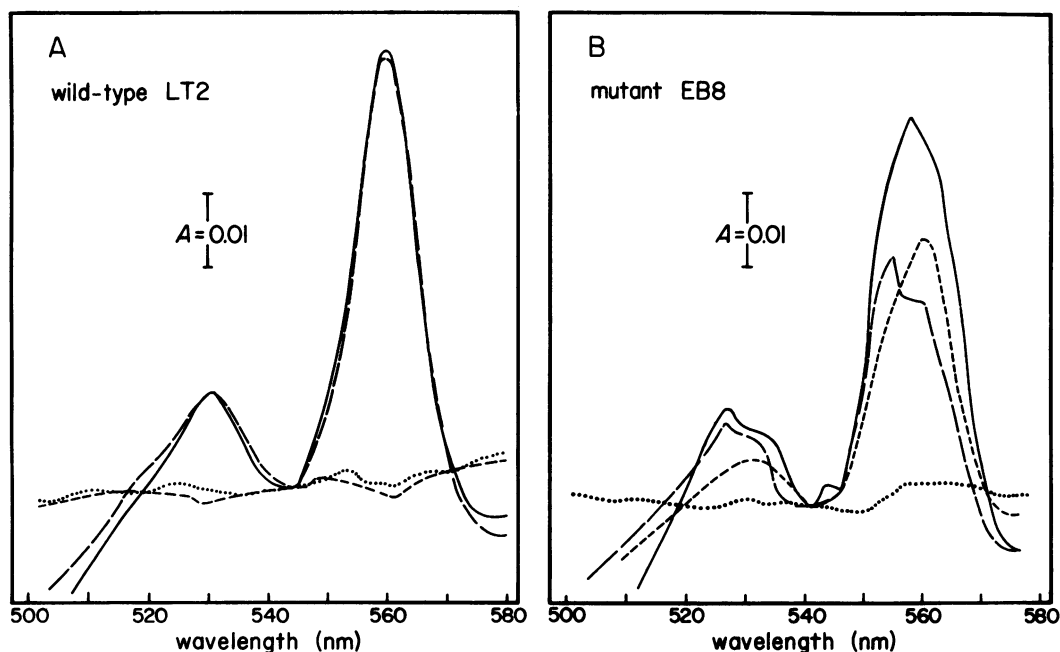 A
wild-type LT2
A=0.01
500 520 540 560 580
wavelength (nm)
B
mutant EB8
A=0.01
500 520 540 560 580
wavelength (nm)